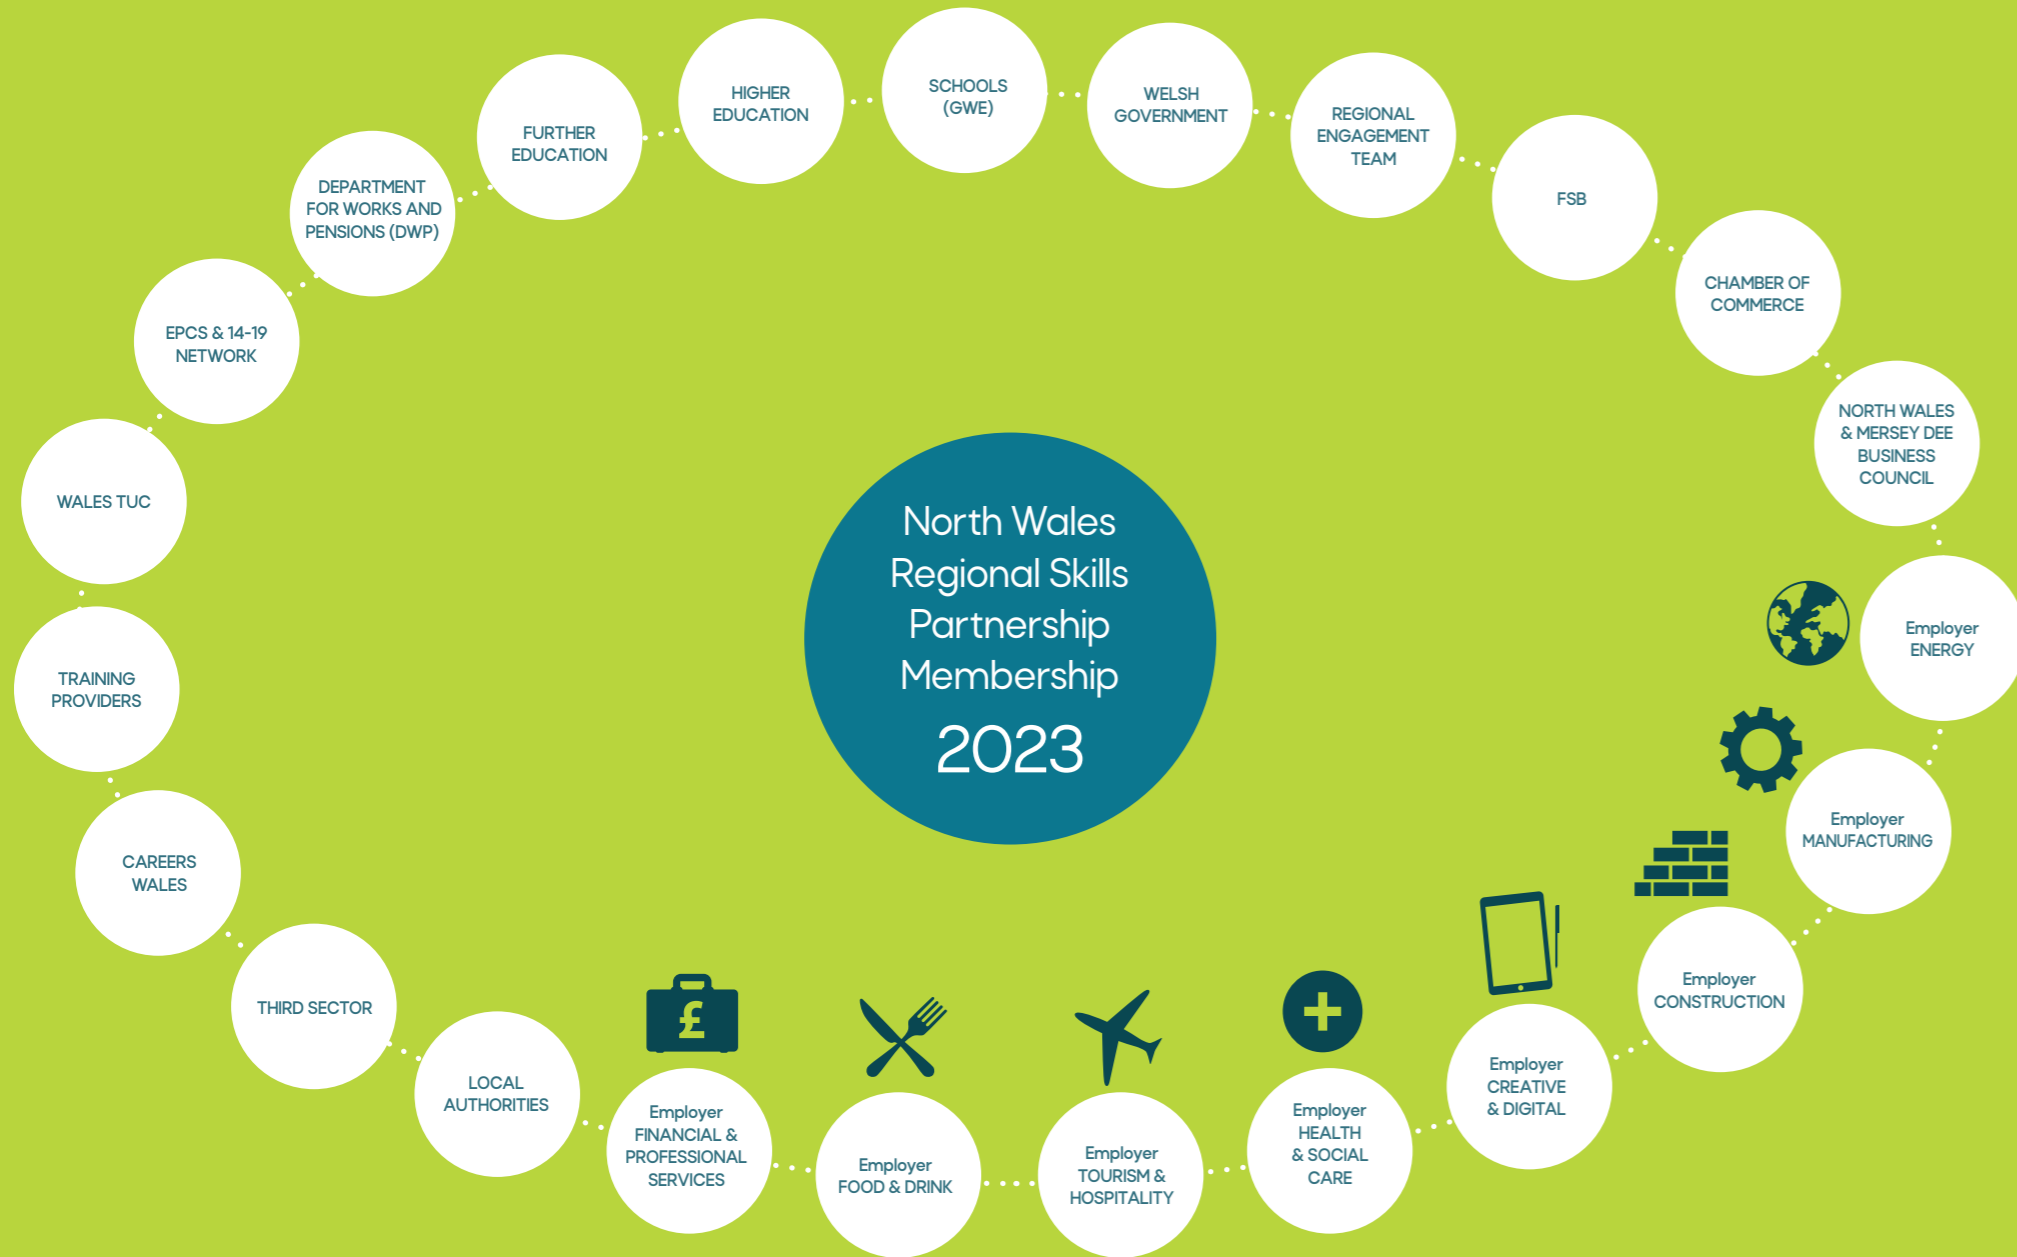 North Wales
Regional Skills
Partnership
Membership
2023
SCHOOLS
(GWE)
WELSH
GOVERNMENT
REGIONAL
ENGAGEMENT
TEAM
FSB
CHAMBER OF
COMMERCE
NORTH WALES
& MERSEY DEE
BUSINESS
COUNCIL
Employer
ENERGY
Employer
MANUFACTURING
Employer
CONSTRUCTION
Employer
CREATIVE
& DIGITAL
Employer
HEALTH
& SOCIAL
CARE
Employer
TOURISM &
HOSPITALITY
Employer
FOOD & DRINK
£
Employer
FINANCIAL &
PROFESSIONAL
SERVICES
LOCAL
AUTHORITIES
THIRD SECTOR
CAREERS
WALES
TRAINING
PROVIDERS
WALES TUC
EPCS & 14-19
NETWORK
DEPARTMENT
FOR WORKS AND
PENSIONS (DWP)
FURTHER
EDUCATION
HIGHER
EDUCATION